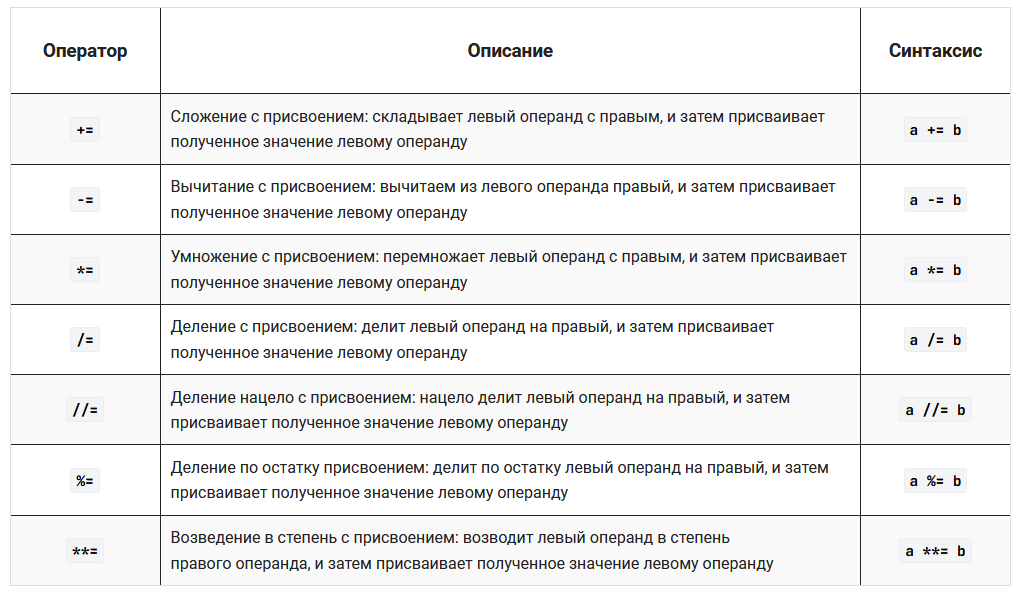 Оператор Описание Синтаксис
+= Сложение с присвоением: складывает левый операнд с правым, и затем присваивает a += b
полученное значение левому операнду
-= Вычитание с присвоением: вычитаем из левого операнда правый, и затем присваивает a -= b
полученное значение левому операнду
*= Умножение с присвоением: перемножает левый операнд с правым, и затем присваивает a *= b
полученное значение левому операнду
/= Деление с присвоением: делит левый операнд на правый, и затем присваивает a /= b
полученное значение левому операнду
//= Деление нацело с присвоением: нацело делит левый операнд на правый, и затем a //= b
присваивает полученное значение левому операнду
%= Деление по остатку присвоением: делит по остатку левый операнд на правый, и затем a %= b
присваивает полученное значение левому операнду
**= Возведение в степень с присвоением: возводит левый операнд в степень a **= b
правого операнда, и затем присваивает полученное значение левому операнду